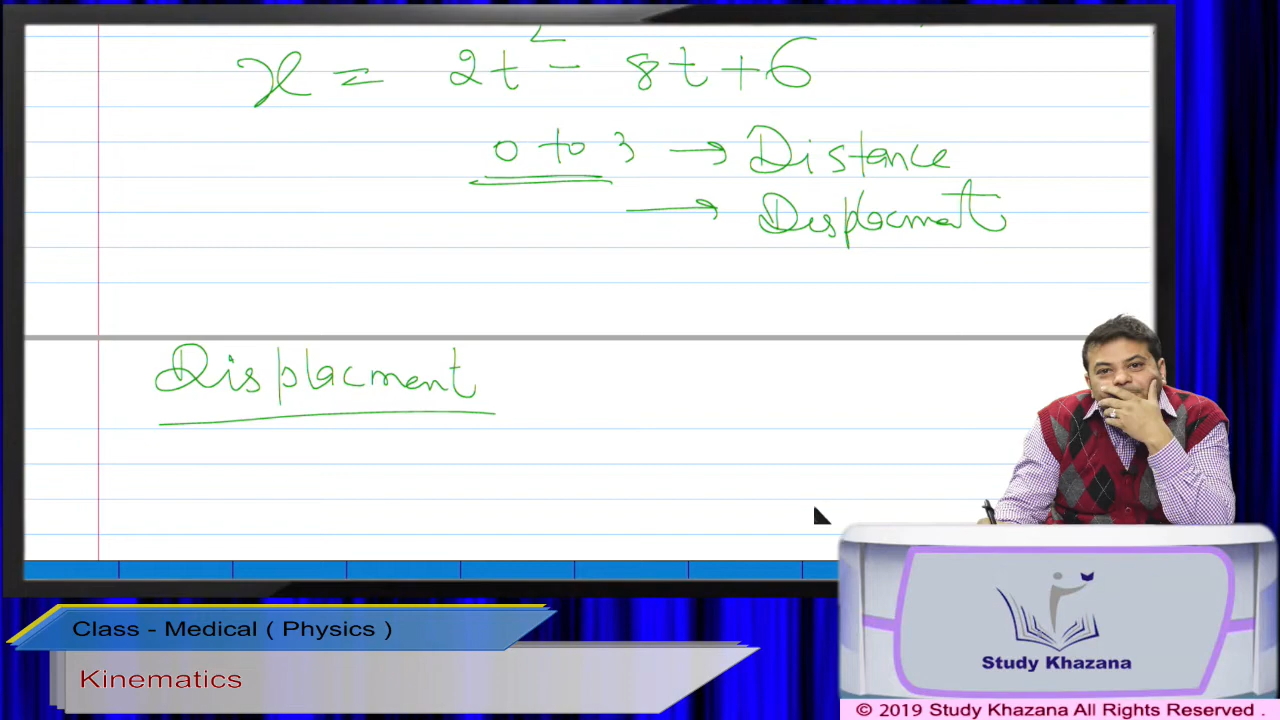 x = 2t² - 8t + 6
0 to 3 → Distance
→ Displacment
Displacment
Study Khazana
Class - Medical ( Physics )
Kinematics
© 2019 Study Khazana All Rights Reserved .